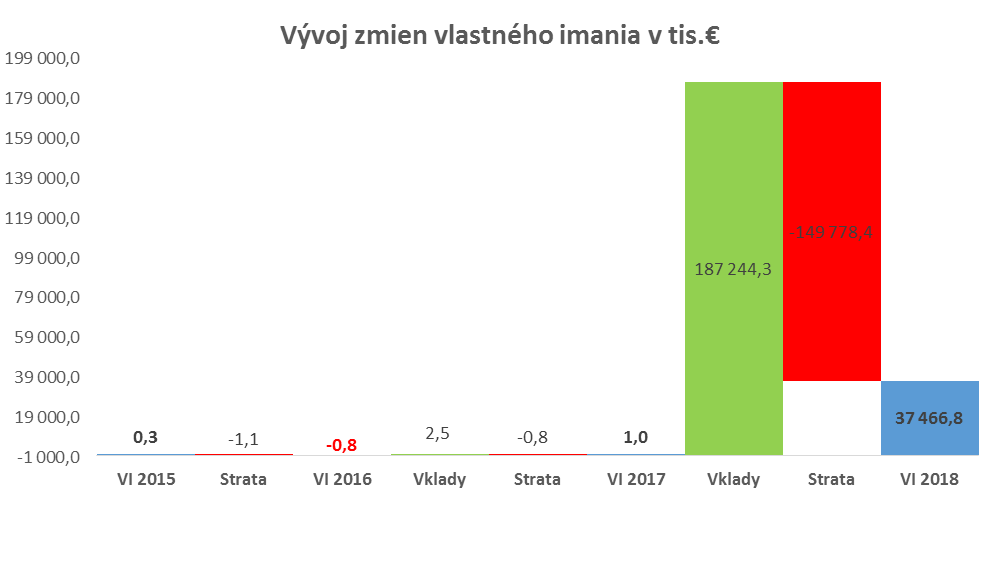 Vývoj zmien vlastného imania v tis.€
199 000,0
179 000,0
159 000,0
139 000,0
119 000,0
99 000,0
79 000,0
59 000,0
39 000,0
19 000,0
-1 000,0
0,3
-1,1
-0,8
2,5
-0,8
1,0
187 244,3
149 778,4
37 466,8
VI 2015
Strata
VI 2016
Vklady
Strata
VI 2017
Vklady
Strata
VI 2018